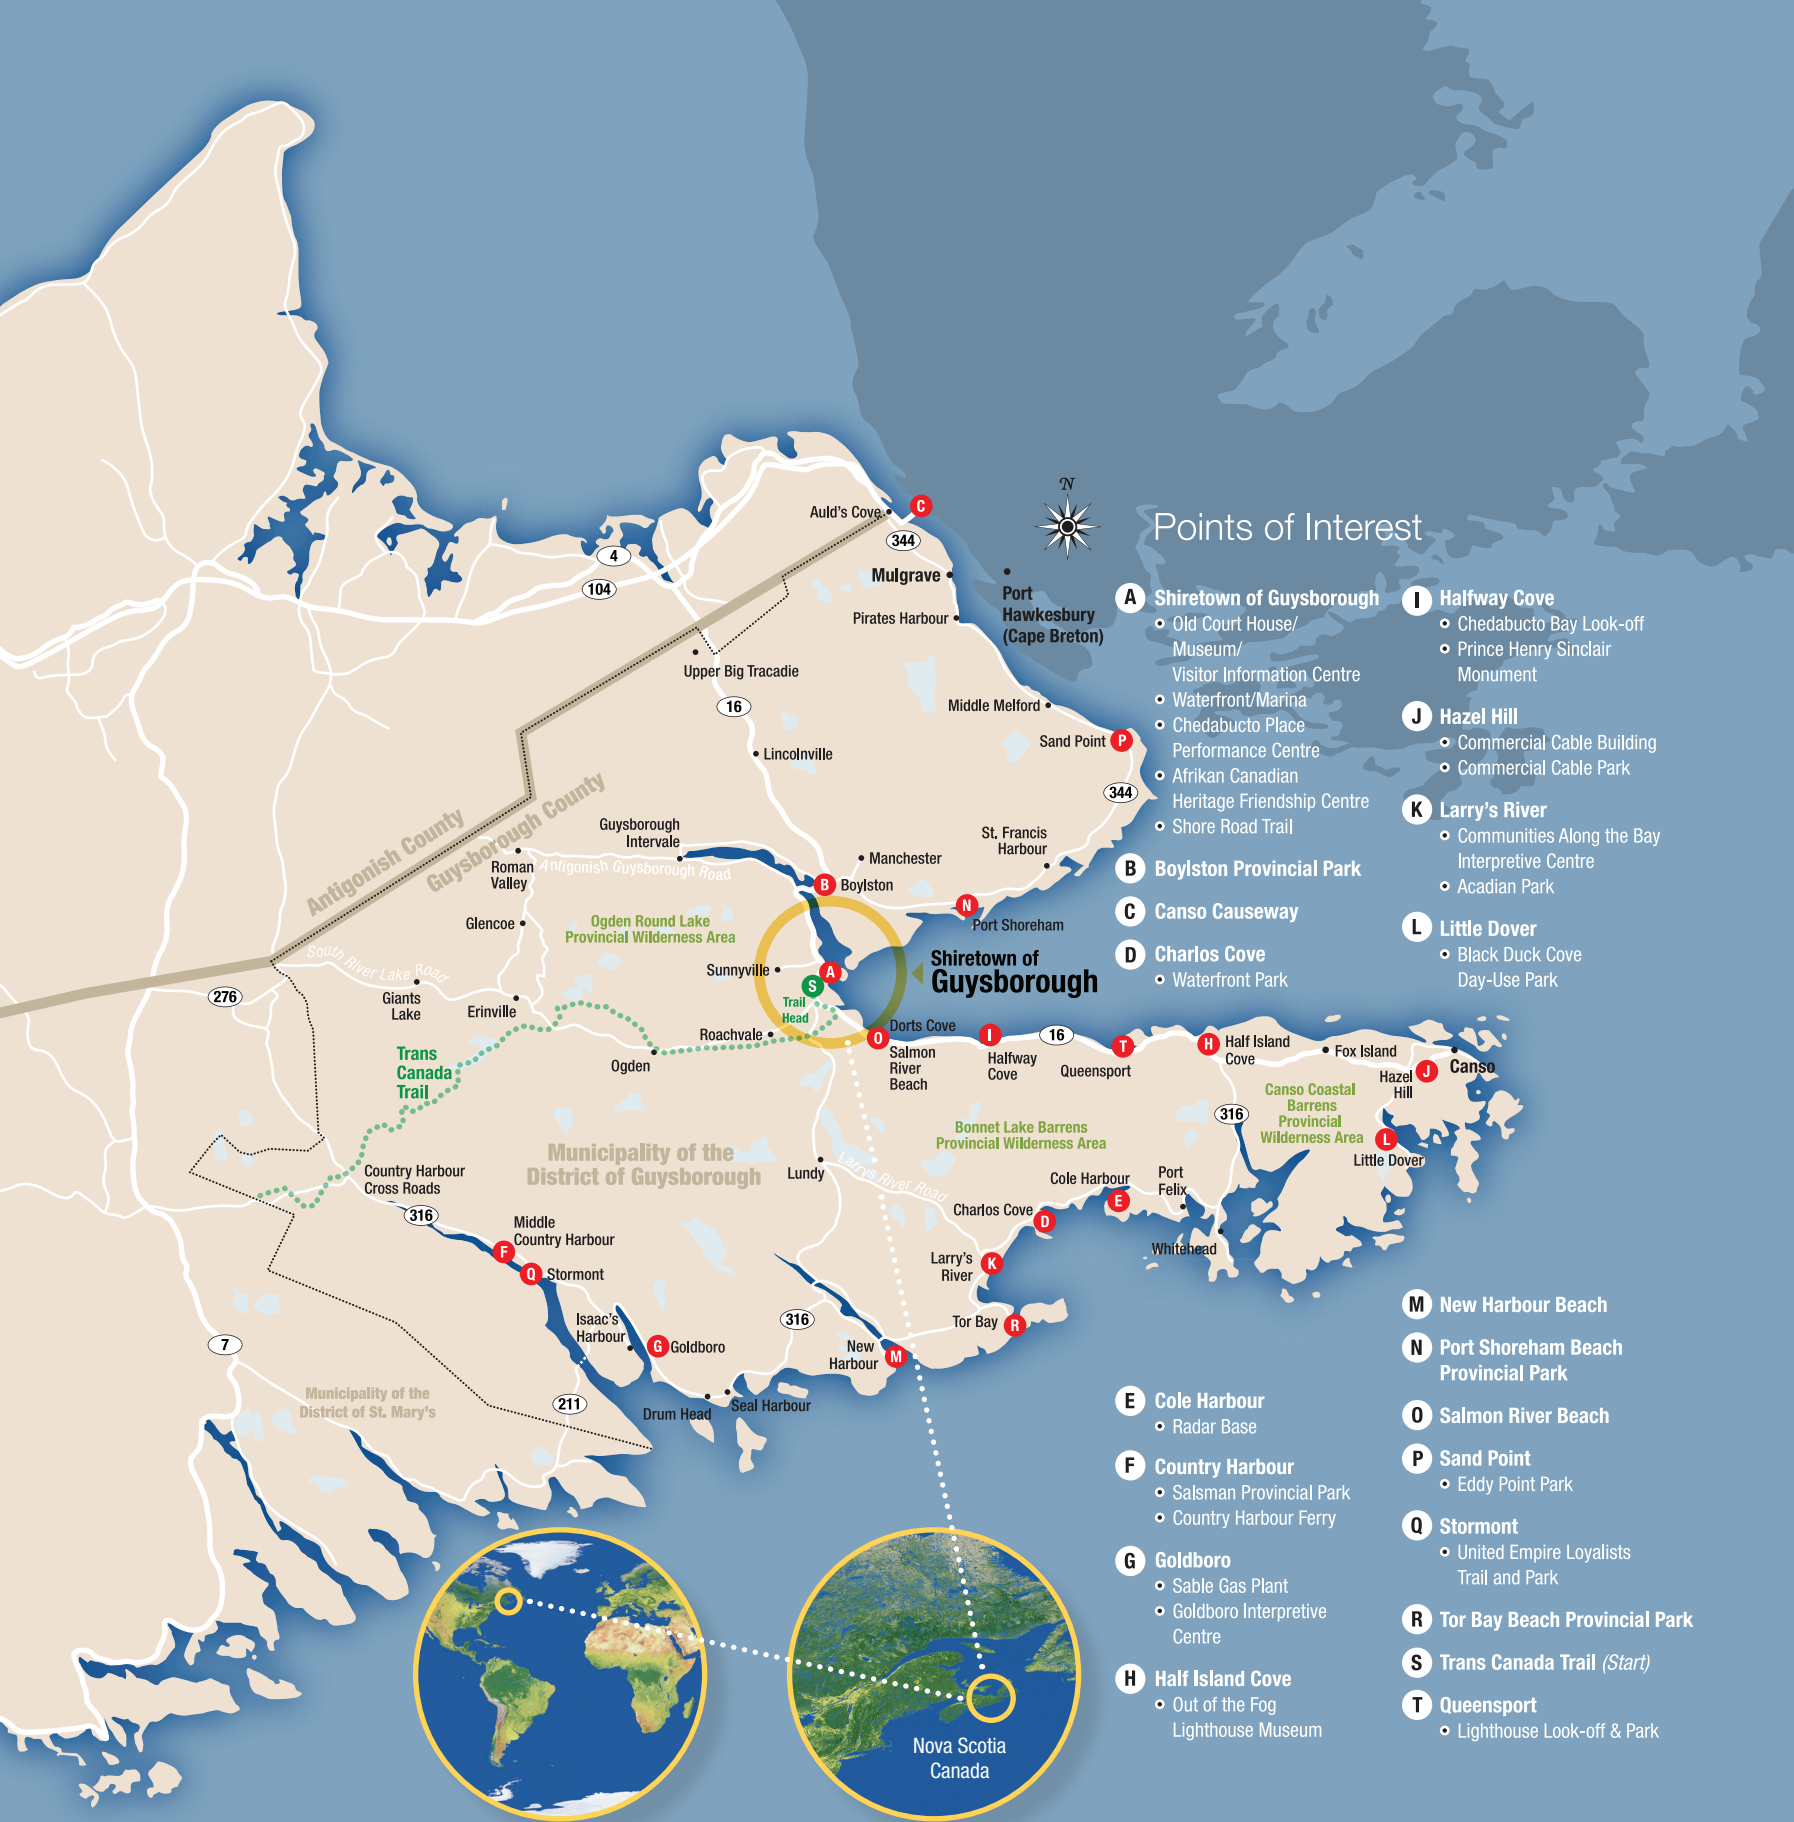 Auld's Cove
C
344
4
104
Mulgrave
Pirates Harbour
Port
Hawkesbury
(Cape Breton)
N
Upper Big Tracadie
16
Middle Melford
Sand Point
P
Lincolnville
344
Antigonish County
Guysborough County
Guysborough
Intervale
St. Francis
Harbour
Roman
Valley
Antigonish Guysborough Road
Manchester
B
Boylston
N
Port Shoreham
Glencoe
Ogden Round Lake
Provincial Wilderness Area
South River Lake Road
Sunnyville
A
S
Trail
Head
Shiretown of
Guysborough
276
Giants
Lake
Erinville
Roachvale
O
Dorts Cove
Salmon
River
Beach
I
Halfway
Cove
16
T
Queensport
H
Half Island
Cove
Fox Island
Canso
Hazel
Hill
J
Trans
Canada
Trail
Ogden
Canso Coastal
Barrens
Provincial
Wilderness Area
316
L
Little Dover
Bonnet Lake Barrens
Provincial Wilderness Area
Municipality of the
District of Guysborough
Lundy
Larrys River Road
Country Harbour
Cross Roads
316
Cole Harbour
E
Port
Felix
Charlos Cove
D
Whitehead
Middle
Country Harbour
F
Q
Stormont
Larry's
River
K
Isaac's
Harbour
G
Goldboro
316
Tor Bay
R
New
Harbour
M
7
Municipality of the
District of St. Mary's
211
Drum Head
Seal Harbour
Nova Scotia
Canada
Points of Interest
A Shiretown of Guysborough
Old Court House/
Museum/
Visitor Information Centre
Waterfront/Marina
Chedabucto Place
Performance Centre
Afrikan Canadian
Heritage Friendship Centre
Shore Road Trail
B Boylston Provincial Park
C Canso Causeway
D Charlos Cove
Waterfront Park
E Cole Harbour
Radar Base
F Country Harbour
Salsman Provincial Park
Country Harbour Ferry
G Goldboro
Sable Gas Plant
Goldboro Interpretive
Centre
H Half Island Cove
Out of the Fog
Lighthouse Museum
I Halfway Cove
Chedabucto Bay Look-off
Prince Henry Sinclair
Monument
J Hazel Hill
Commercial Cable Building
Commercial Cable Park
K Larry's River
Communities Along the Bay
Interpretive Centre
Acadian Park
L Little Dover
Black Duck Cove
Day-Use Park
M New Harbour Beach
N Port Shoreham Beach
Provincial Park
O Salmon River Beach
P Sand Point
Eddy Point Park
Q Stormont
United Empire Loyalists
Trail and Park
R Tor Bay Beach Provincial Park
S Trans Canada Trail (Start)
T Queensport
Lighthouse Look-off & Park